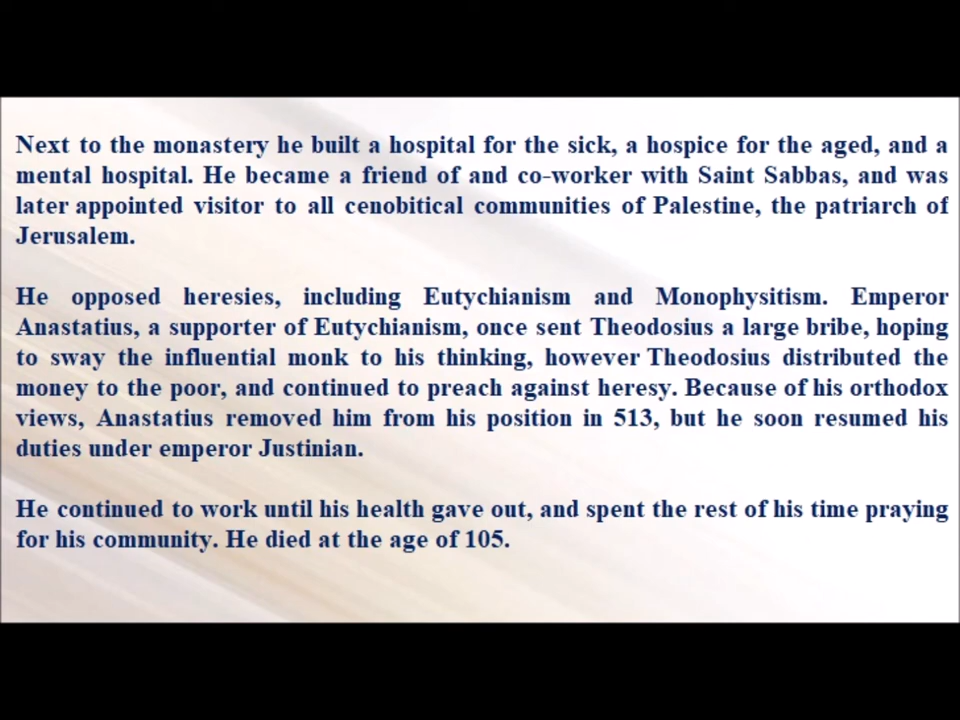 Next to the monastery he built a hospital for the sick, a hospice for the aged, and a
mental hospital. He became a friend of and co-worker with Saint Sabbas, and was
later appointed visitor to all cenobitical communities of Palestine, the patriarch of
Jerusalem.
He opposed heresies, including Eutychianism and Monophysitism. Emperor
Anastatius, a supporter of Eutychianism, once sent Theodosius a large bribe, hoping
to sway the influential monk to his thinking, however Theodosius distributed the
money to the poor, and continued to preach against heresy. Because of his orthodox
views, Anastatius removed him from his position in 513, but he soon resumed his
duties under emperor Justinian.
He continued to work until his health gave out, and spent the rest of his time praying
for his community. He died at the age of 105.